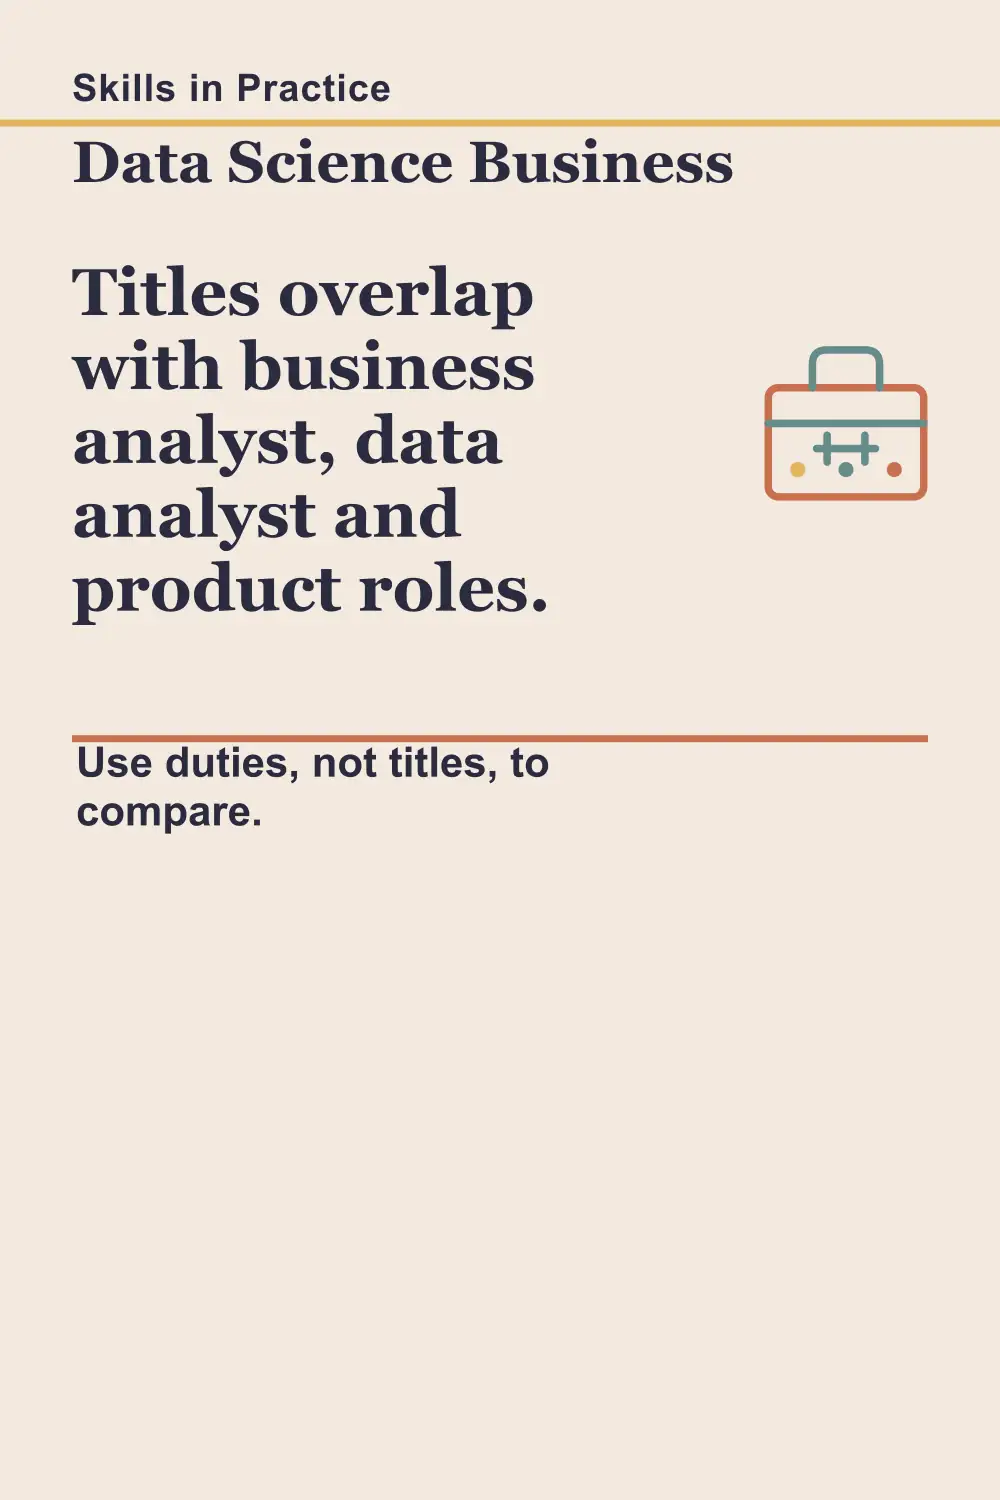 Skills in Practice
Data Science Business
Titles overlap
with business
analyst, data
analyst and
product roles.
Use duties, not titles, to
compare.